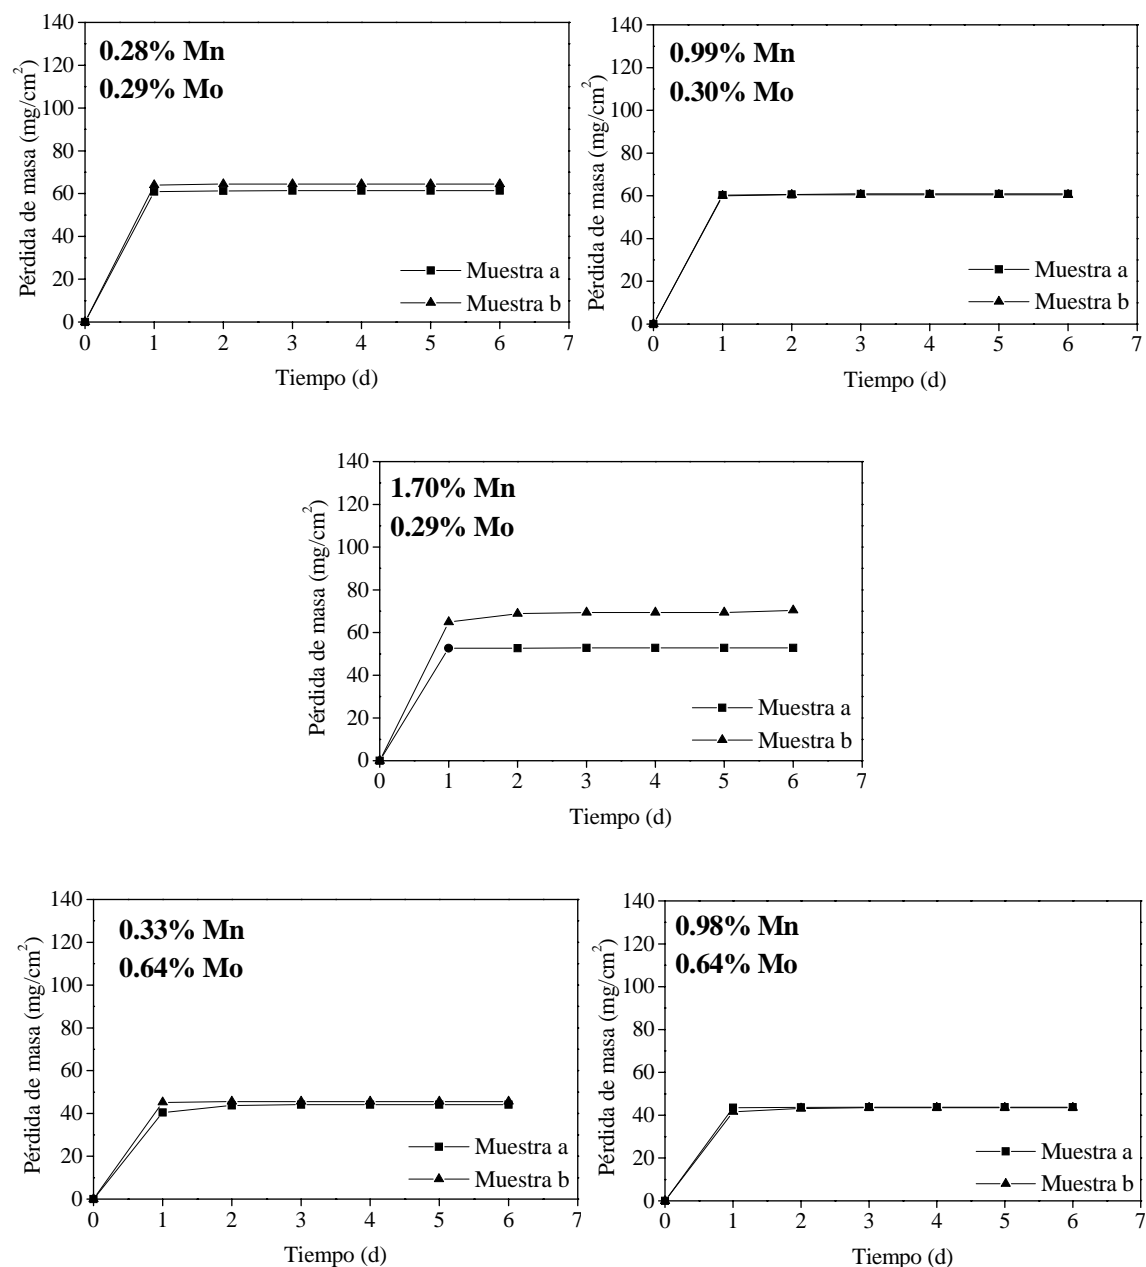 0.28% Mn
0.29% Mo
Pérdida de masa (mg/cm²)
140
120
100
80
60
40
20
0
Muestra a
Muestra b
0 1 2 3 4 5 6 7
Tiempo (d)
0.99% Mn
0.30% Mo
Pérdida de masa (mg/cm²)
140
120
100
80
60
40
20
0
Muestra a
Muestra b
0 1 2 3 4 5 6 7
Tiempo (d)
1.70% Mn
0.29% Mo
Pérdida de masa (mg/cm²)
140
120
100
80
60
40
20
0
Muestra a
Muestra b
0 1 2 3 4 5 6 7
Tiempo (d)
0.33% Mn
0.64% Mo
Pérdida de masa (mg/cm²)
140
120
100
80
60
40
20
0
Muestra a
Muestra b
0 1 2 3 4 5 6 7
Tiempo (d)
0.98% Mn
0.64% Mo
Pérdida de masa (mg/cm²)
140
120
100
80
60
40
20
0
Muestra a
Muestra b
0 1 2 3 4 5 6 7
Tiempo (d)